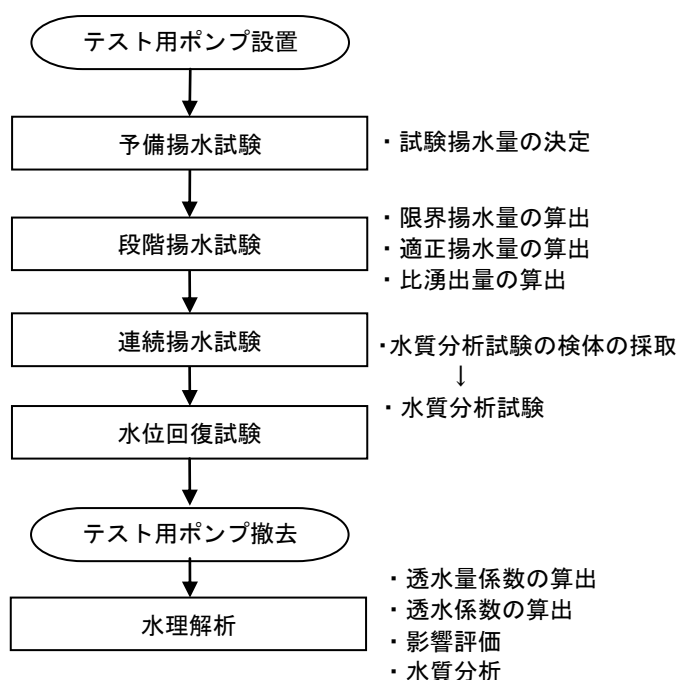 テスト用ポンプ設置
予備揚水試験
・試験揚水量の決定
段階揚水試験
・限界揚水量の算出
・適正揚水量の算出
・比湧出量の算出
連続揚水試験
・水質分析試験の検体の採取
↓
・水質分析試験
水位回復試験
テスト用ポンプ撤去
水理解析
・透水量係数の算出
・透水係数の算出
・影響評価
・水質分析